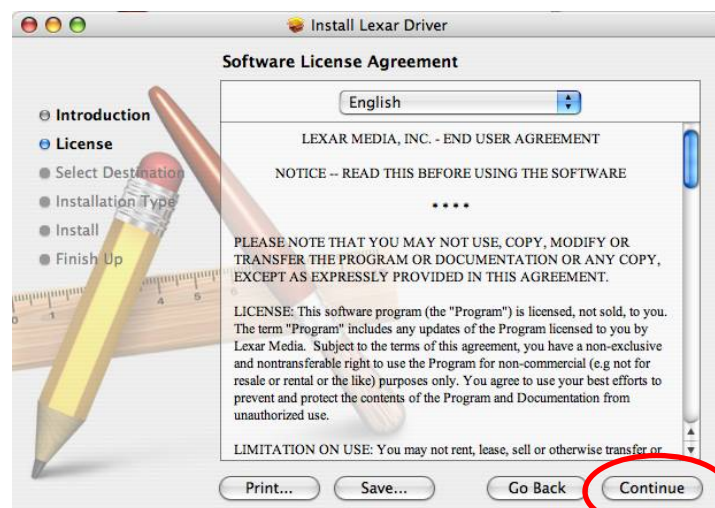 Install Lexar Driver
Software License Agreement
Introduction
License
Select Destination
Installation Type
Install
Finish Up
English
LEXAR MEDIA, INC. - END USER AGREEMENT
NOTICE -- READ THIS BEFORE USING THE SOFTWARE
* * * *
PLEASE NOTE THAT YOU MAY NOT USE, COPY, MODIFY OR
TRANSFER THE PROGRAM OR DOCUMENTATION OR ANY COPY,
EXCEPT AS EXPRESSLY PROVIDED IN THIS AGREEMENT.
LICENSE: This software program (the "Program") is licensed, not sold, to you.
The term "Program" includes any updates of the Program licensed to you by
Lexar Media. Subject to the terms of this agreement, you have a non-exclusive
and nontransferable right to use the Program for non-commercial (e.g not for
resale or rental or the like) purposes only. You agree to use your best efforts to
prevent and protect the contents of the Program and Documentation from
unauthorized use.
LIMITATION ON USE: You may not rent, lease, sell or otherwise transfer or
0 1 4 5
Print... Save... Go Back Continue